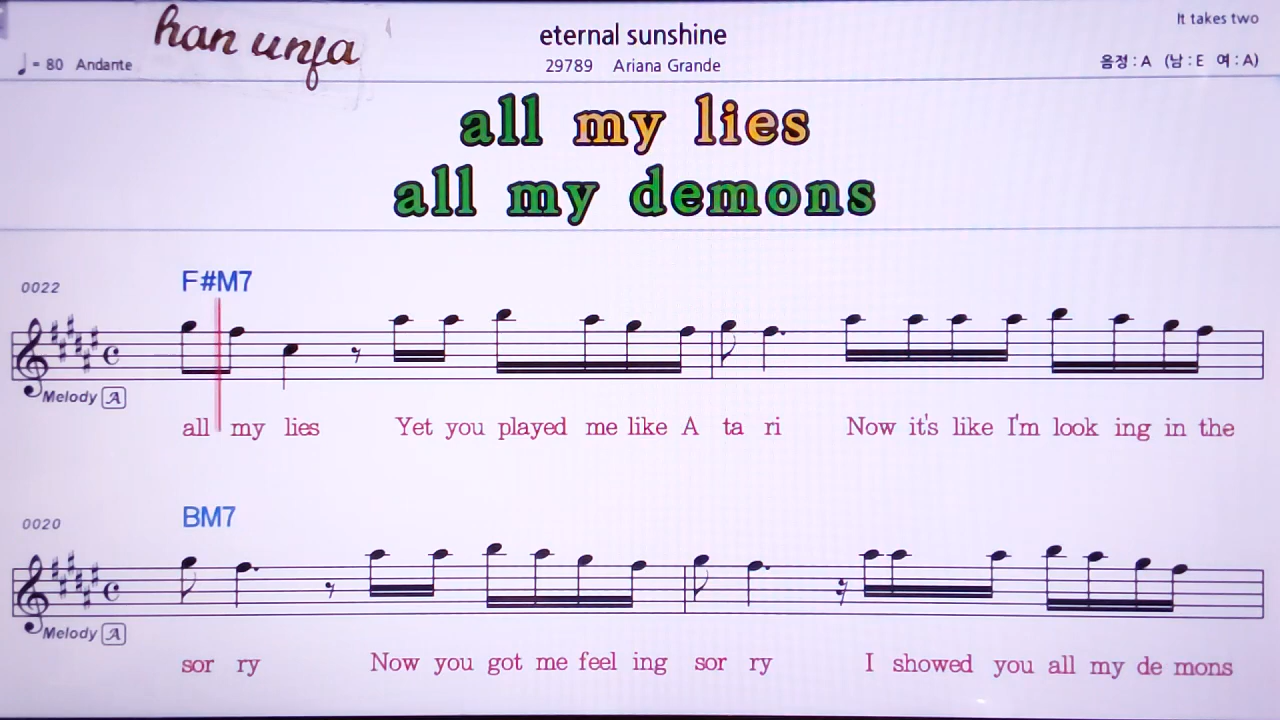 han unja
eternal sunshine
It takes two
♩= 80 Andante
29789 Ariana Grande
음정 : A (남 : E 여 : A)
all my lies
all my demons
0022
F#M7
Melody A
all my lies Yet you played me like A ta ri Now it's like I'm look ing in the
0020
BM7
Melody A
sor ry Now you got me feel ing sor ry I showed you all my de mons